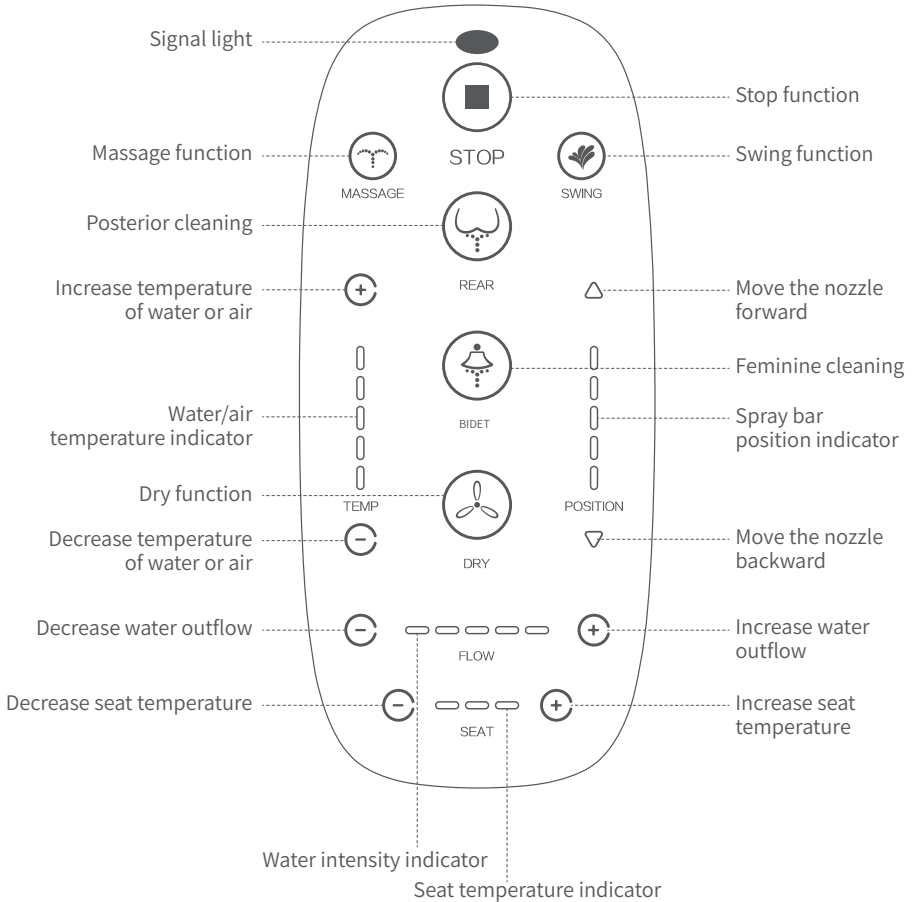 Signal light
Stop function
Massage function
STOP
Swing function
MASSAGE
SWING
Posterior cleaning
REAR
Increase temperature
of water or air
Move the nozzle
forward
Feminine cleaning
BIDET
Water/air
temperature indicator
Spray bar
position indicator
Dry function
TEMP
POSITION
Decrease temperature
of water or air
DRY
Move the nozzle
backward
Decrease water outflow
FLOW
Increase water
outflow
Decrease seat temperature
SEAT
Increase seat
temperature
Water intensity indicator
Seat temperature indicator